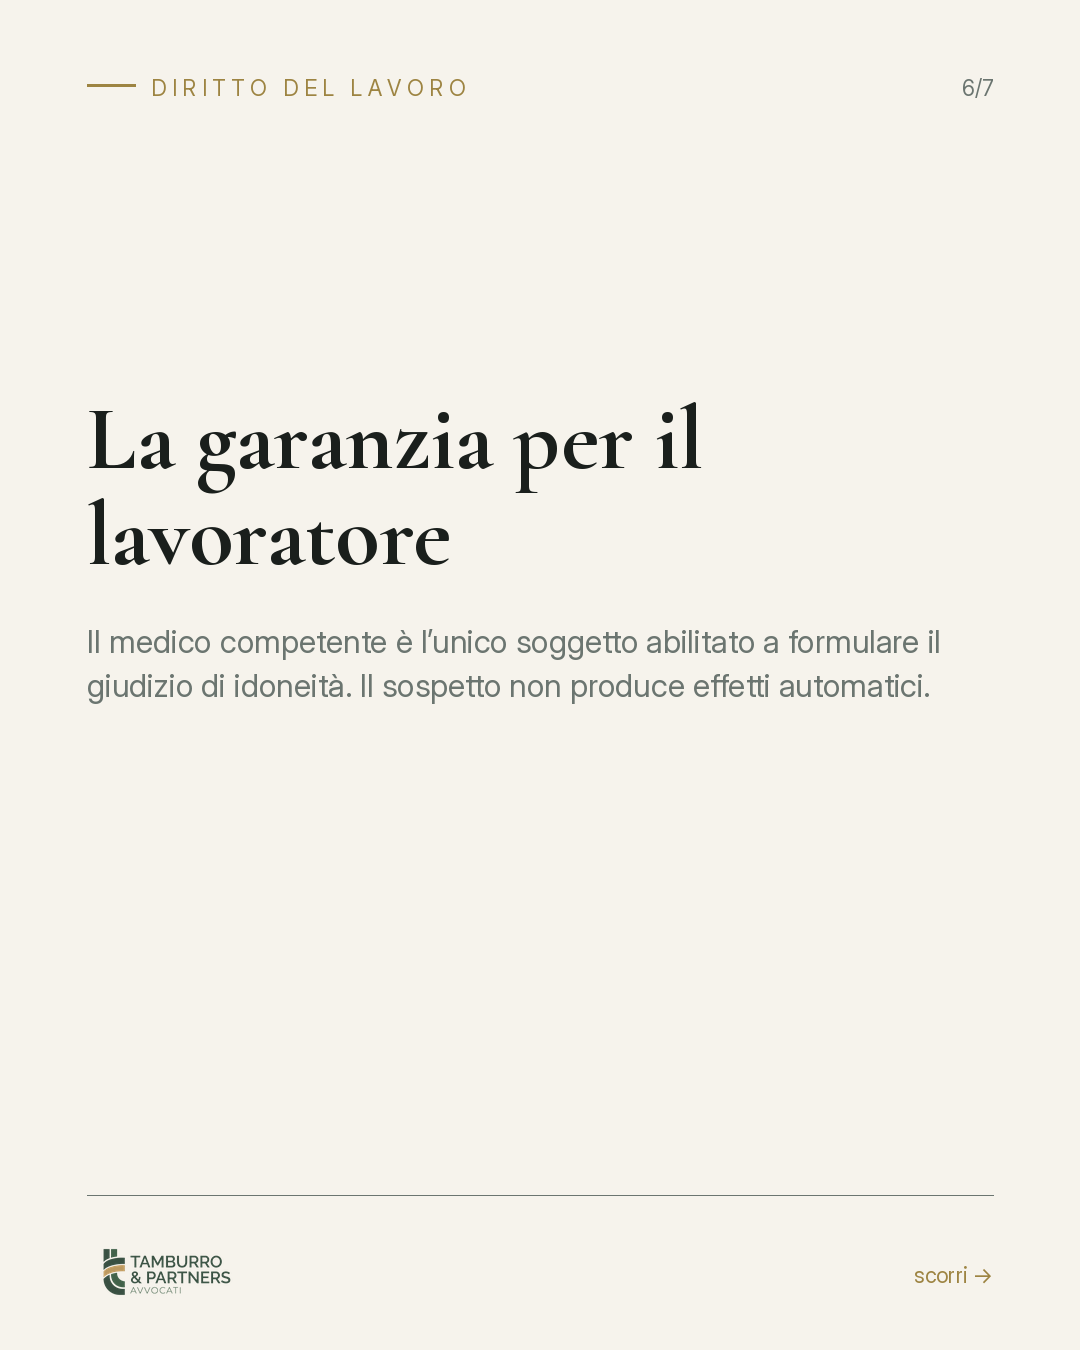 DIRITTO DEL LAVORO
6/7
La garanzia per il
lavoratore
Il medico competente è l’unico soggetto abilitato a formulare il
giudizio di idoneità. Il sospetto non produce effetti automatici.
TAMBURRO
& PARTNERS
AVVOCATI
scorri →